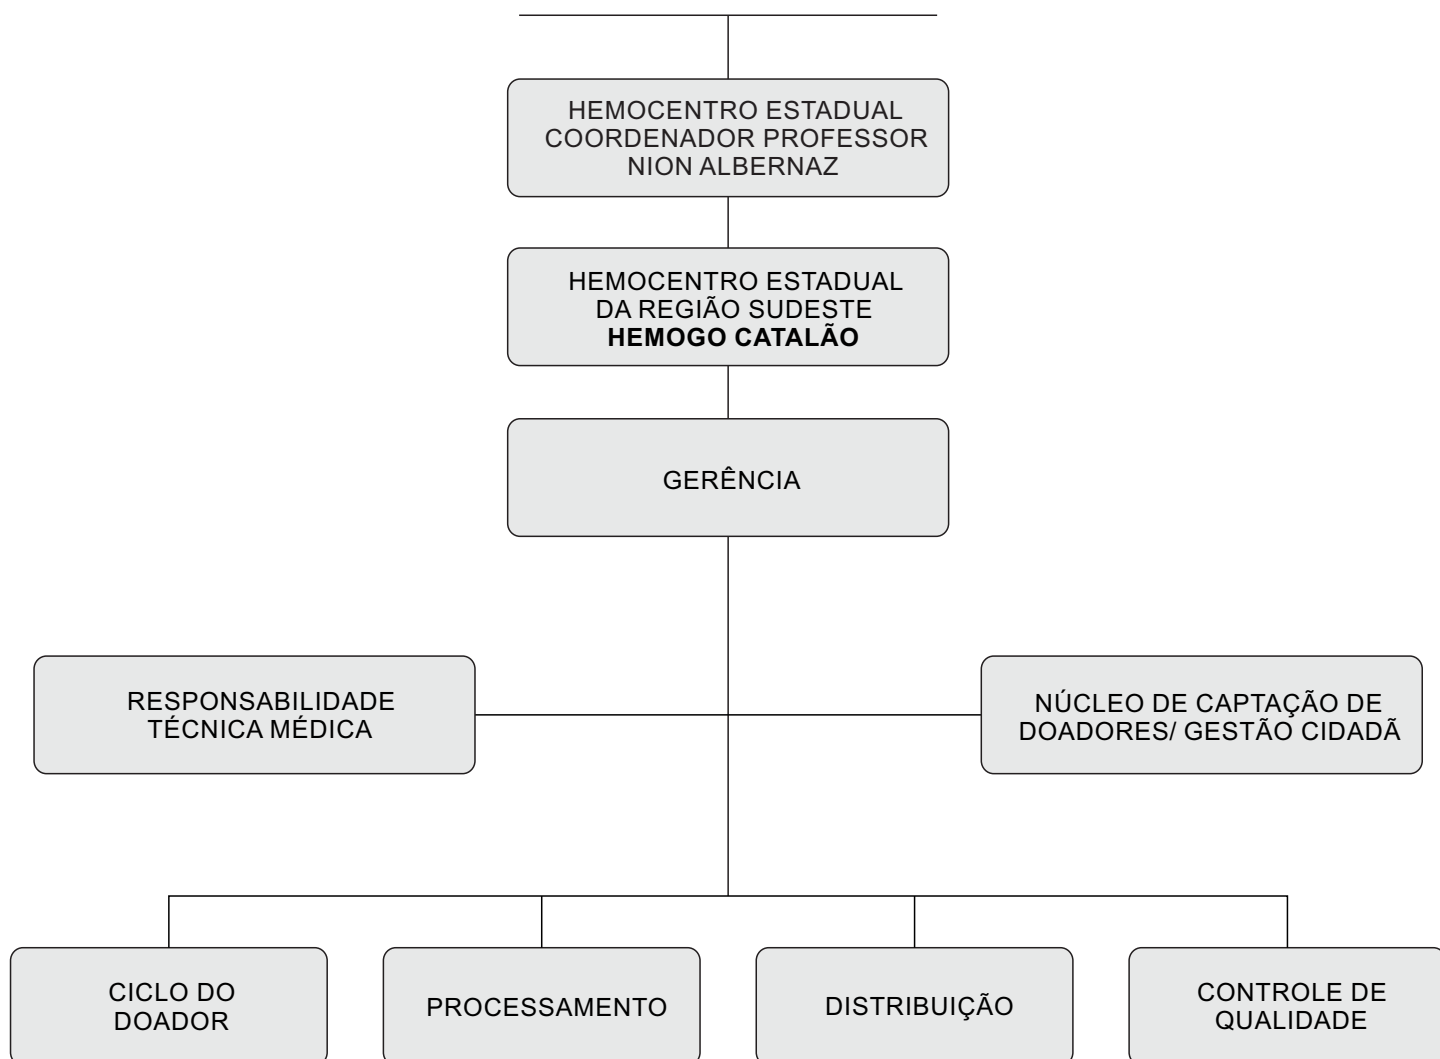 HEMOCENTRO ESTADUAL
COORDENADOR PROFESSOR
NION ALBERNAZ
HEMOCENTRO ESTADUAL
DA REGIÃO SUDESTE
HEMOGO CATALÃO
GERÊNCIA
RESPONSABILIDADE
TÉCNICA MÉDICA
NÚCLEO DE CAPTAÇÃO DE
DOADORES/ GESTÃO CIDADÃ
CICLO DO
DOADOR
PROCESSAMENTO
DISTRIBUIÇÃO
CONTROLE DE
QUALIDADE